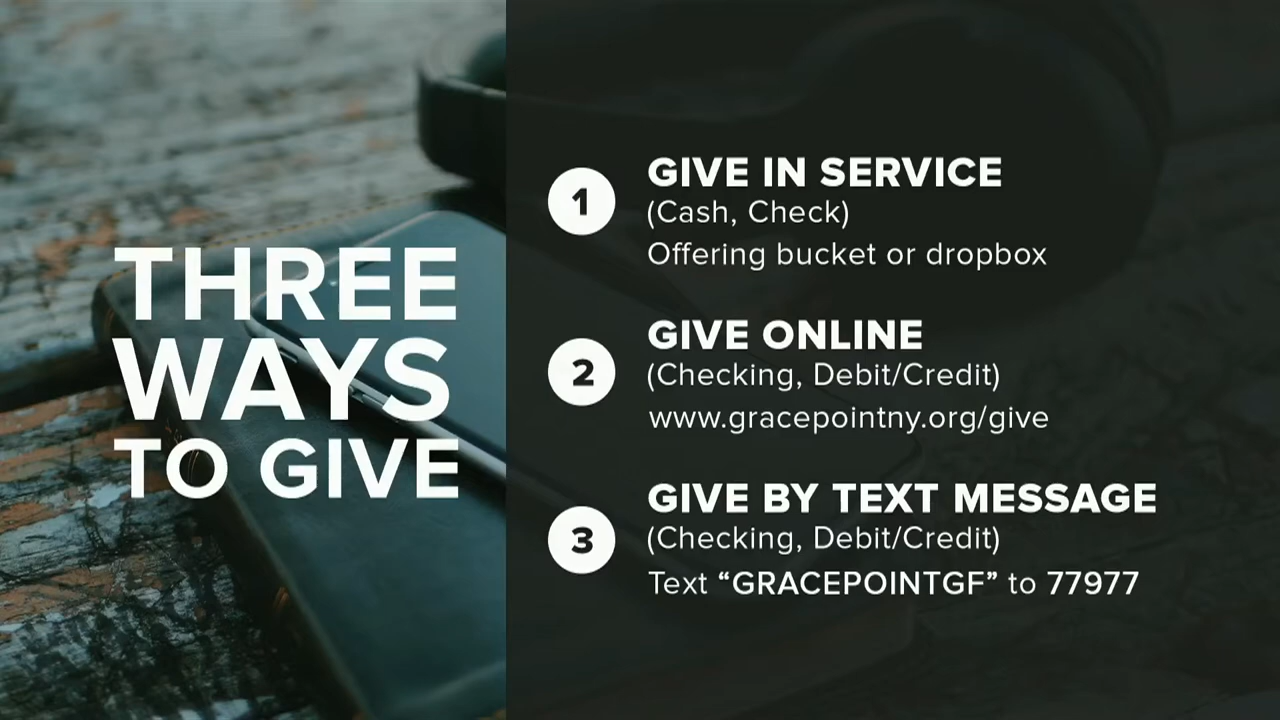 THREE
WAYS
TO GIVE
1
GIVE IN SERVICE
(Cash, Check)
Offering bucket or dropbox
2
GIVE ONLINE
(Checking, Debit/Credit)
www.gracepointny.org/give
3
GIVE BY TEXT MESSAGE
(Checking, Debit/Credit)
Text “GRACEPOINTGF” to 77977